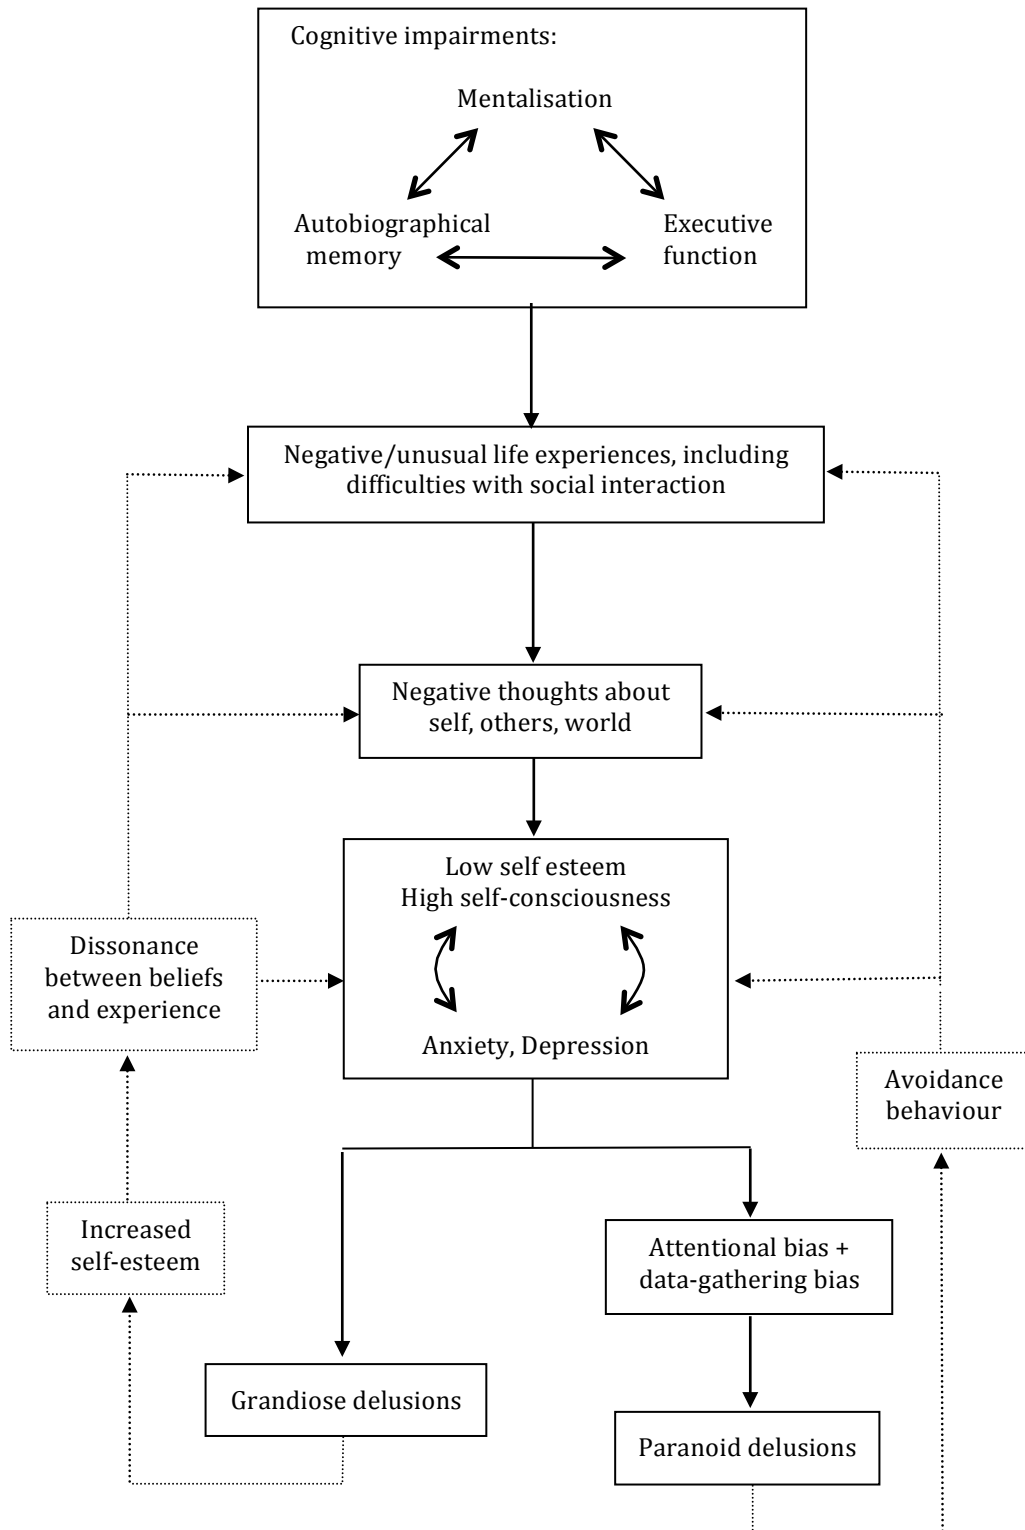 Cognitive impairments:
Mentalisation
Autobiographical
memory
Executive
function
Negative/unusual life experiences, including
difficulties with social interaction
Negative thoughts about
self, others, world
Low self esteem
High self-consciousness
Anxiety, Depression
Dissonance
between beliefs
and experience
Avoidance
behaviour
Increased
self-esteem
Attentional bias +
data-gathering bias
Grandiose delusions
Paranoid delusions